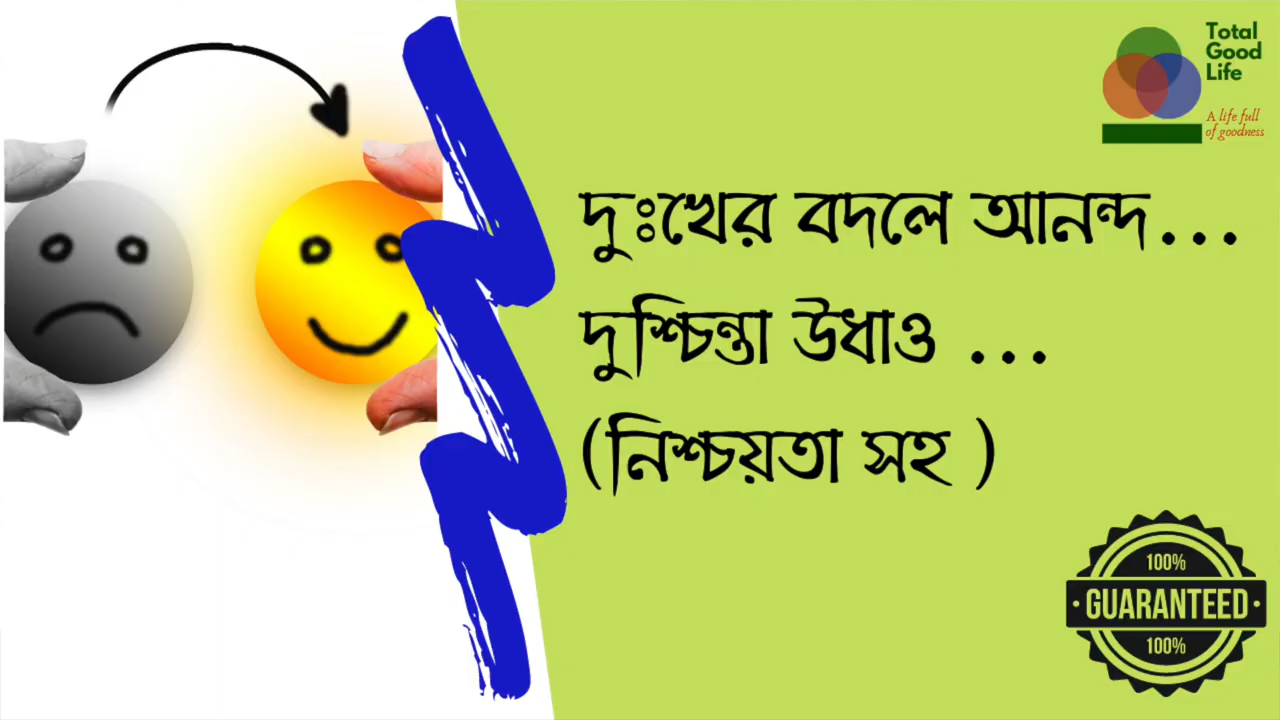 Total
Good
Life
A life full
of goodness
দুঃখের বদলে আনন্দ...
দুশ্চিন্তা উধাও ...
(নিশ্চয়তা সহ )
100%
· GUARANTEED ·
100%